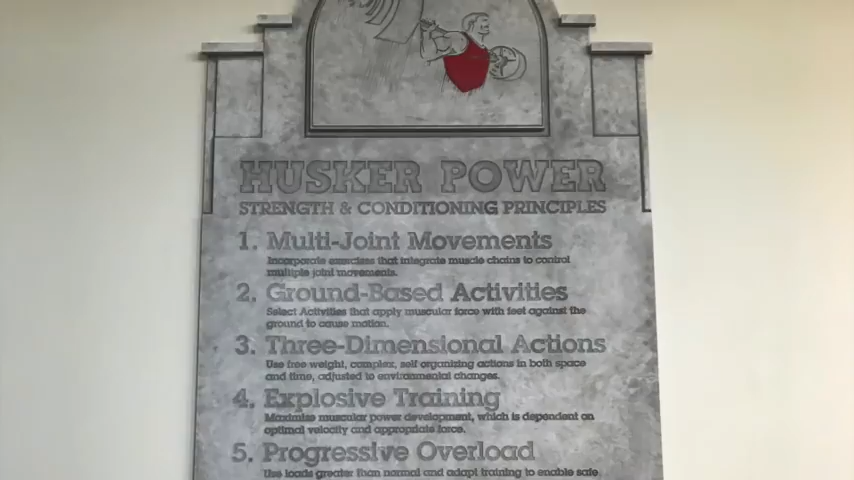 HUSKER POWER
STRENGTH & CONDITIONING PRINCIPLES
1. Multi-Joint Movements
Incorporate exercises that integrate muscle chains to control
multiple joint movements.
2. Ground-Based Activities
Select Activities that apply muscular force with feet against the
ground to cause motion.
3. Three-Dimensional Actions
Use free weight, complex, self organizing actions in both space
and time, adjusted to environmental changes.
4. Explosive Training
Maximize muscular power development, which is dependent on
optimal velocity and appropriate force.
5. Progressive Overload
Use loads greater than normal and adapt training to enable safe